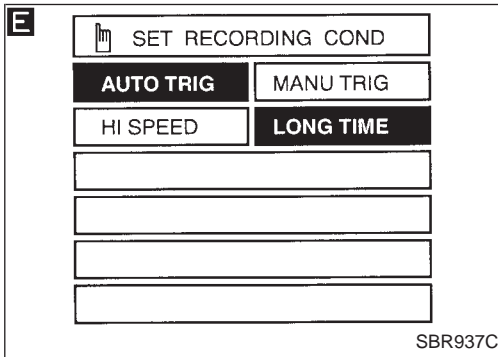 E
SET RECORDING COND
AUTO TRIG MANU TRIG
HI SPEED LONG TIME
SBR937C